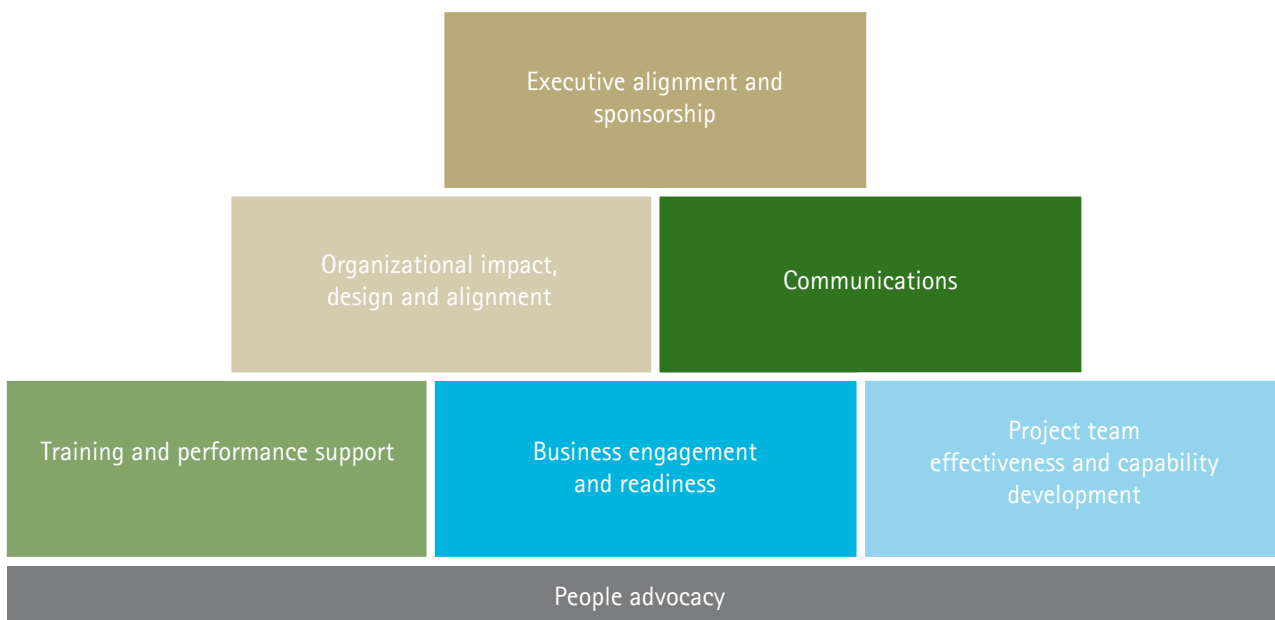 Executive alignment and
sponsorship
Organizational impact,
design and alignment
Communications
Training and performance support
Business engagement
and readiness
Project team
effectiveness and capability
development
People advocacy